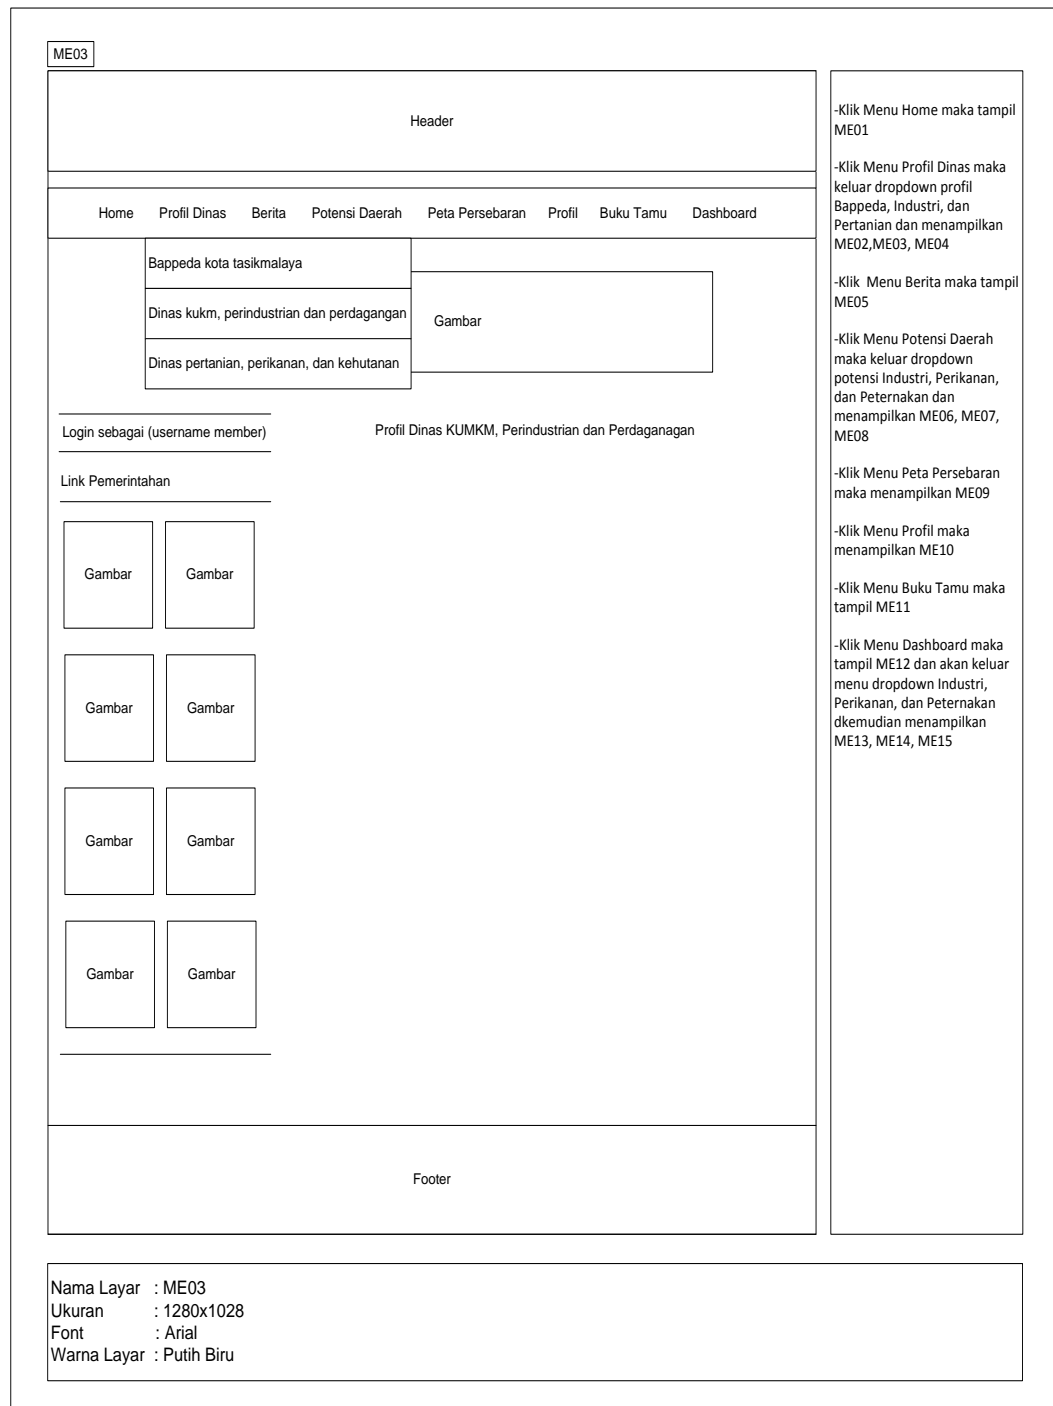 ME03
Header
Home Profil Dinas Berita Potensi Daerah Peta Persebaran Profil Buku Tamu Dashboard
Bappeda kota tasikmalaya
Dinas kukm, perindustrian dan perdagangan
Dinas pertanian, perikanan, dan kehutanan
Gambar
Login sebagai (username member)
Profil Dinas KUMKM, Perindustrian dan Perdaganagan
Link Pemerintahan
Gambar Gambar
Gambar Gambar
Gambar Gambar
Gambar Gambar
Footer
-Klik Menu Home maka tampil
ME01
-Klik Menu Profil Dinas maka
keluar dropdown profil
Bappeda, Industri, dan
Pertanian dan menampilkan
ME02,ME03, ME04
-Klik Menu Berita maka tampil
ME05
-Klik Menu Potensi Daerah
maka keluar dropdown
potensi Industri, Perikanan,
dan Peternakan dan
menampilkan ME06, ME07,
ME08
-Klik Menu Peta Persebaran
maka menampilkan ME09
-Klik Menu Profil maka
menampilkan ME10
-Klik Menu Buku Tamu maka
tampil ME11
-Klik Menu Dashboard maka
tampil ME12 dan akan keluar
menu dropdown Industri,
Perikanan, dan Peternakan
dkemudian menampilkan
ME13, ME14, ME15
Nama Layar : ME03
Ukuran : 1280x1028
Font : Arial
Warna Layar : Putih Biru